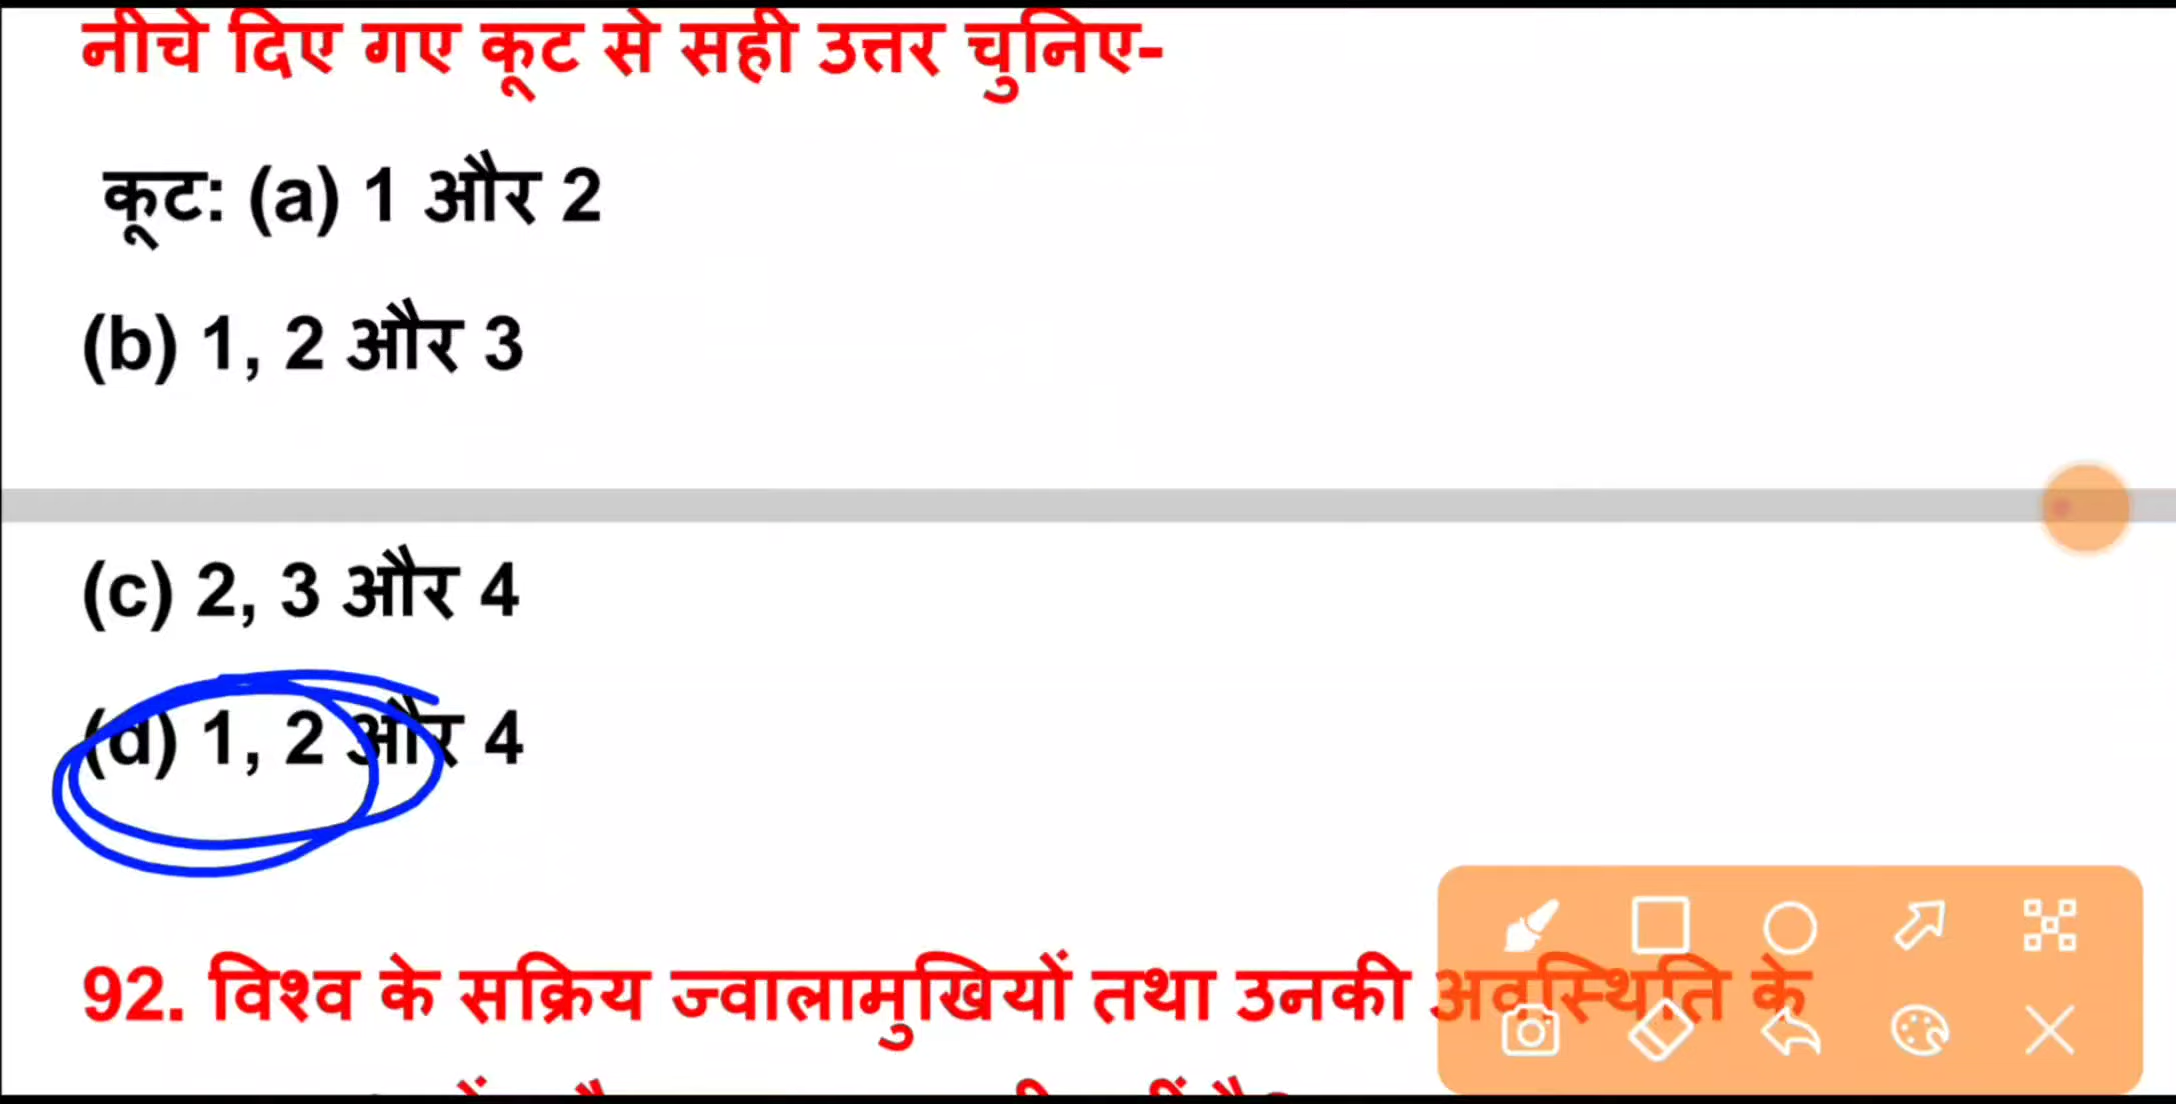 नीचे दिए गए कूट से सही उत्तर चुनिए-
कूट: (a) 1 और 2
(b) 1, 2 और 3
(c) 2, 3 और 4
(d) 1, 2 और 4
92. विश्व के सक्रिय ज्वालामुखियों तथा उनकी अवस्थिति के